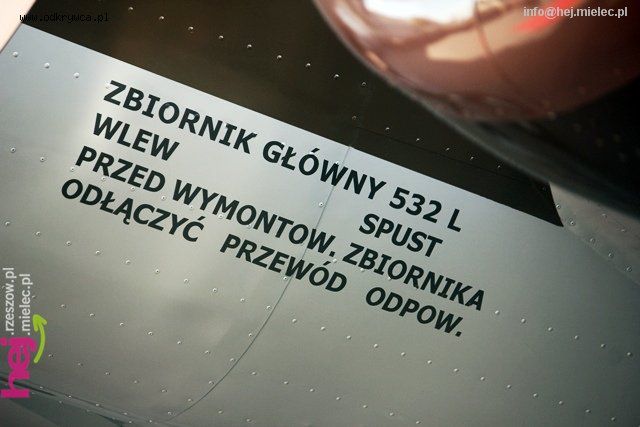 www.odkrywca.pl
info@hej.mielec.pl
ZBIORNIK GŁÓWNY 532 L
WLEW SPUST
PRZED WYMONTOW. ZBIORNIKA
ODŁĄCZYĆ PRZEWÓD ODPOW.
hej.rzeszow.pl
.mielec.pl